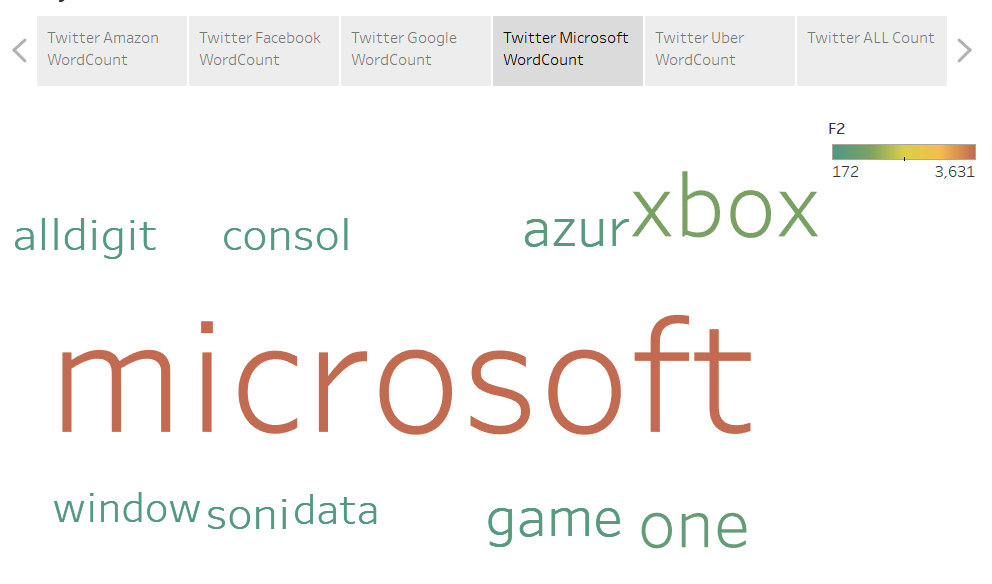 Twitter Amazon WordCount
Twitter Facebook WordCount
Twitter Google WordCount
Twitter Microsoft WordCount
Twitter Uber WordCount
Twitter ALL Count
F2
172 3,631
xbox
alldigit consol azur
microsoft
window soni data game one